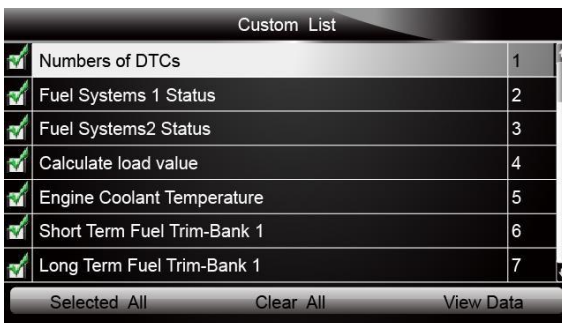 Custom List
Numbers of DTCs 1
Fuel Systems 1 Status 2
Fuel Systems2 Status 3
Calculate load value 4
Engine Coolant Temperature 5
Short Term Fuel Trim-Bank 1 6
Long Term Fuel Trim-Bank 1 7
Selected All Clear All View Data